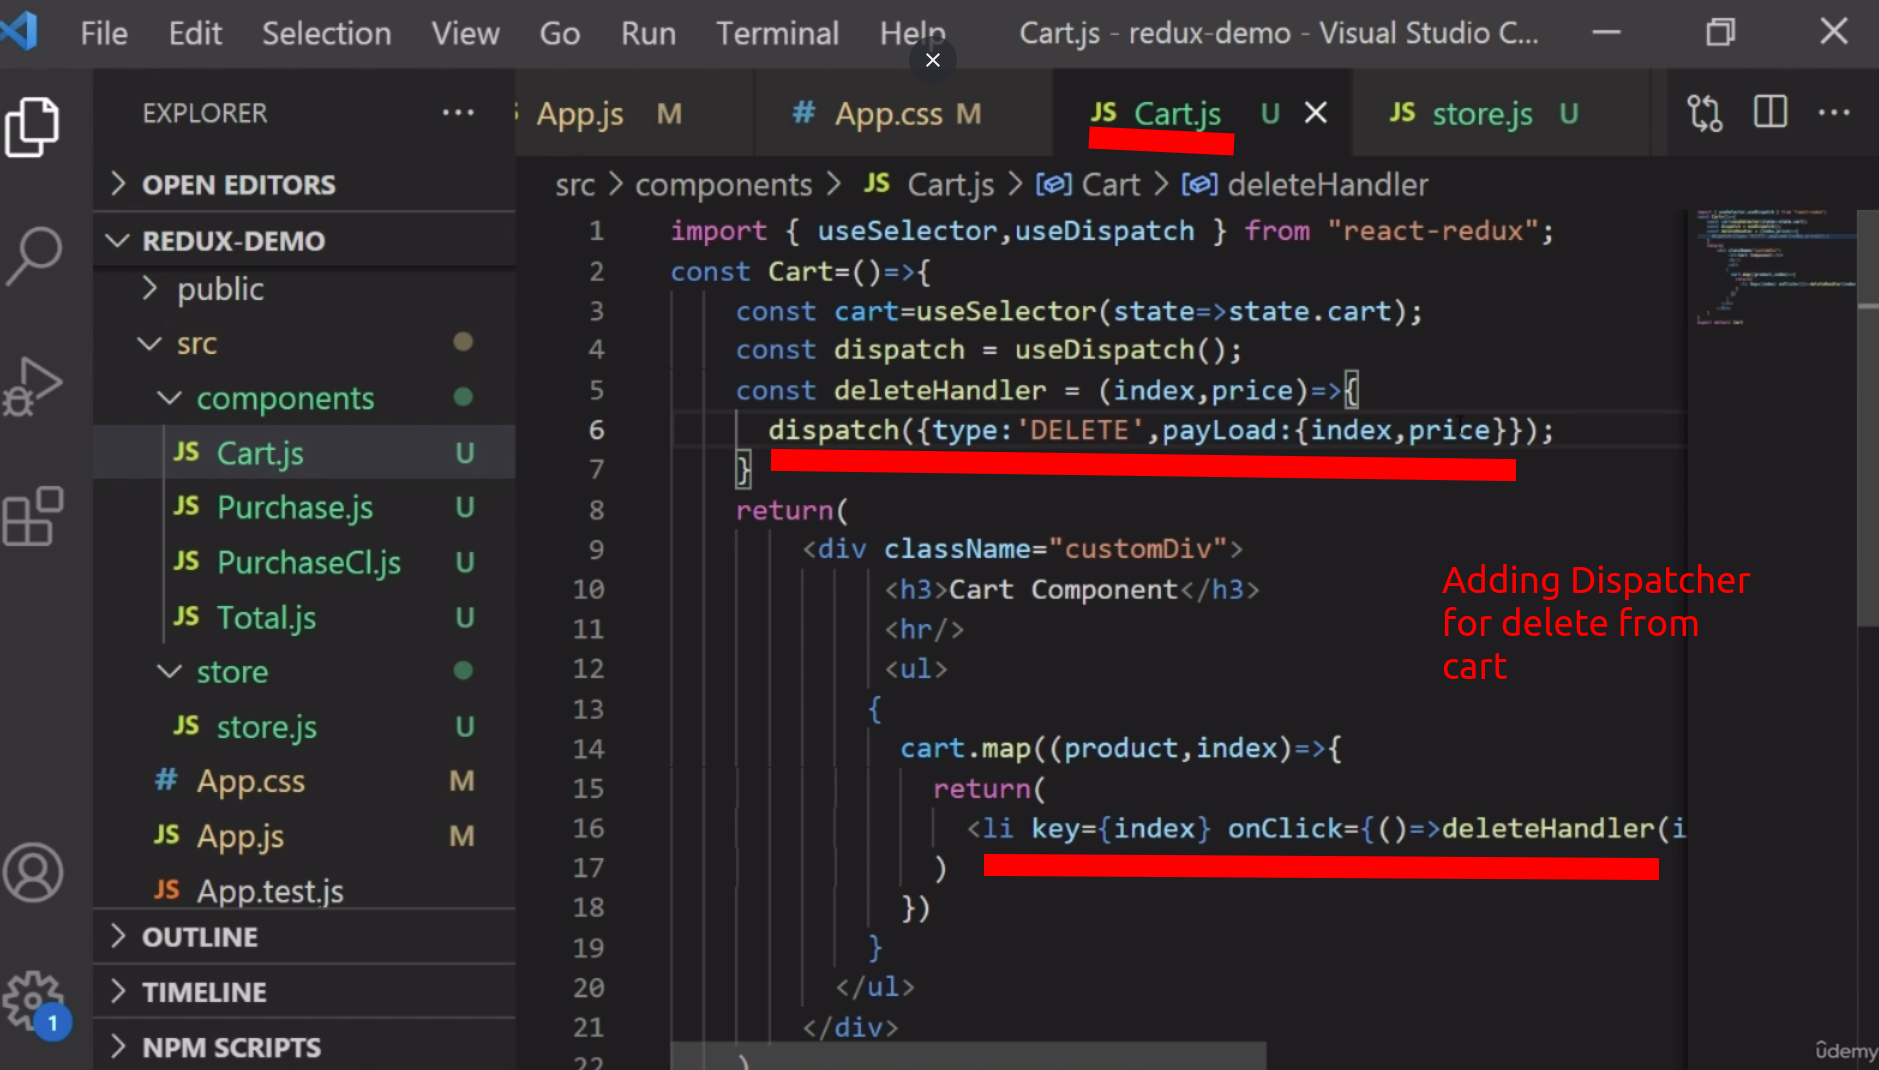 File Edit Selection View Go Run Terminal Help Cart.js - redux-demo - Visual Studio C...
EXPLORER
OPEN EDITORS
REDUX-DEMO
public
src
components
JS Cart.js U
JS Purchase.js U
JS PurchaseCl.js U
JS Total.js U
store
JS store.js U
# App.css M
JS App.js M
JS App.test.js
OUTLINE
TIMELINE
NPM SCRIPTS
1
App.js M # App.css M JS Cart.js U JS store.js U
src > components > JS Cart.js > Cart > deleteHandler
1 import { useSelector,useDispatch } from "react-redux";
2 const Cart=()=>{
3 const cart=useSelector(state=>state.cart);
4 const dispatch = useDispatch();
5 const deleteHandler = (index,price)=>{
6 dispatch({type:'DELETE',payLoad:{index,price}});
7 }
8 return(
9 <div className="customDiv">
10 <h3>Cart Component</h3>
11 <hr/>
12 <ul>
13 {
14 cart.map((product,index)=>{
15 return(
16 <li key={index} onClick={()=>deleteHandler(i
17 )
18 })
19 }
20 </ul>
21 </div>
22 )
Adding Dispatcher
for delete from
cart
ûdemy